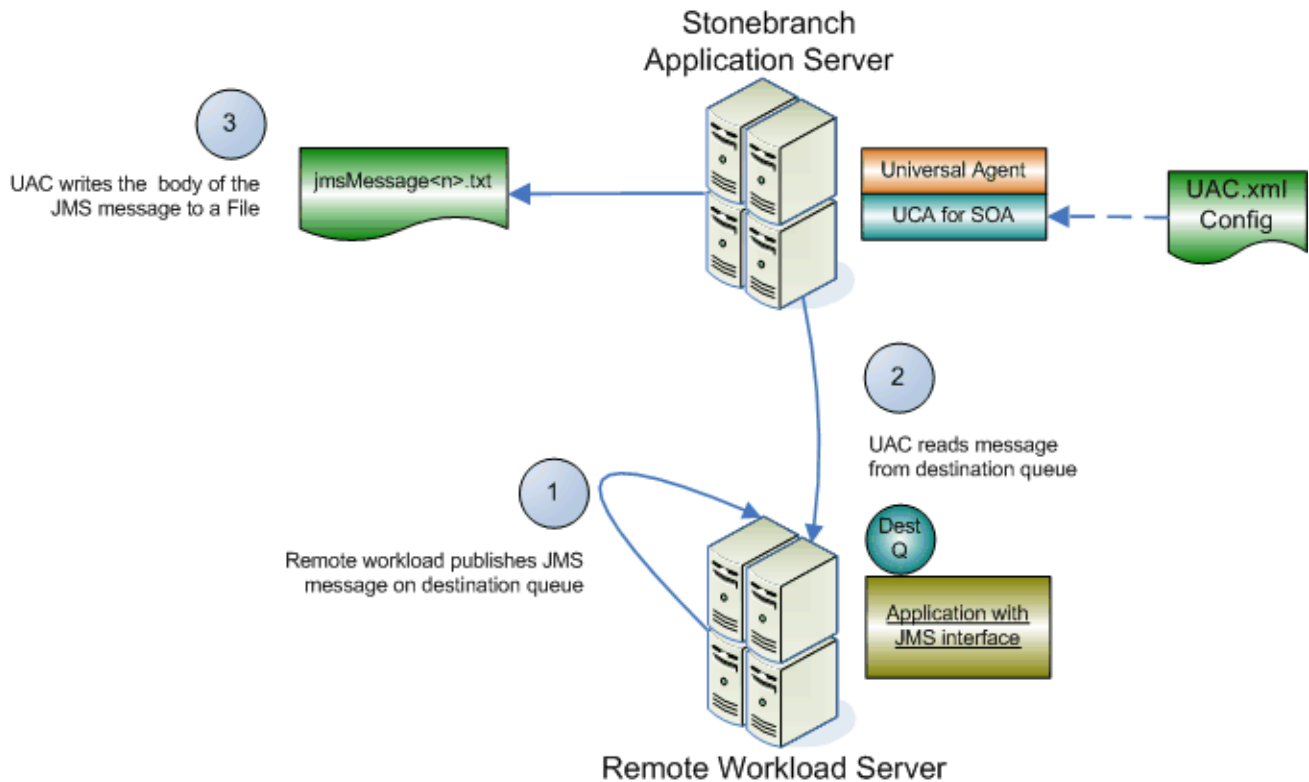 Stonebranch
Application Server
3
UAC writes the  body of the
JMS message to a File
jmsMessage<n>.txt
Universal Agent
UCA for SOA
UAC.xml
Config
2
UAC reads message
from destination queue
1
Remote workload publishes JMS
message on destination queue
Dest
Q
Application with
JMS interface
Remote Workload Server